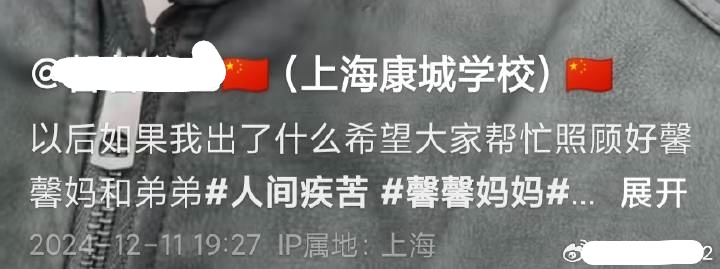 @🇨🇳(上海康城学校)🇨🇳
以后如果我出了什么希望大家帮忙照顾好馨
馨妈和弟弟#人间疾苦 #馨馨妈妈#... 展开
2024-12-11 19:27 IP属地：上海
2